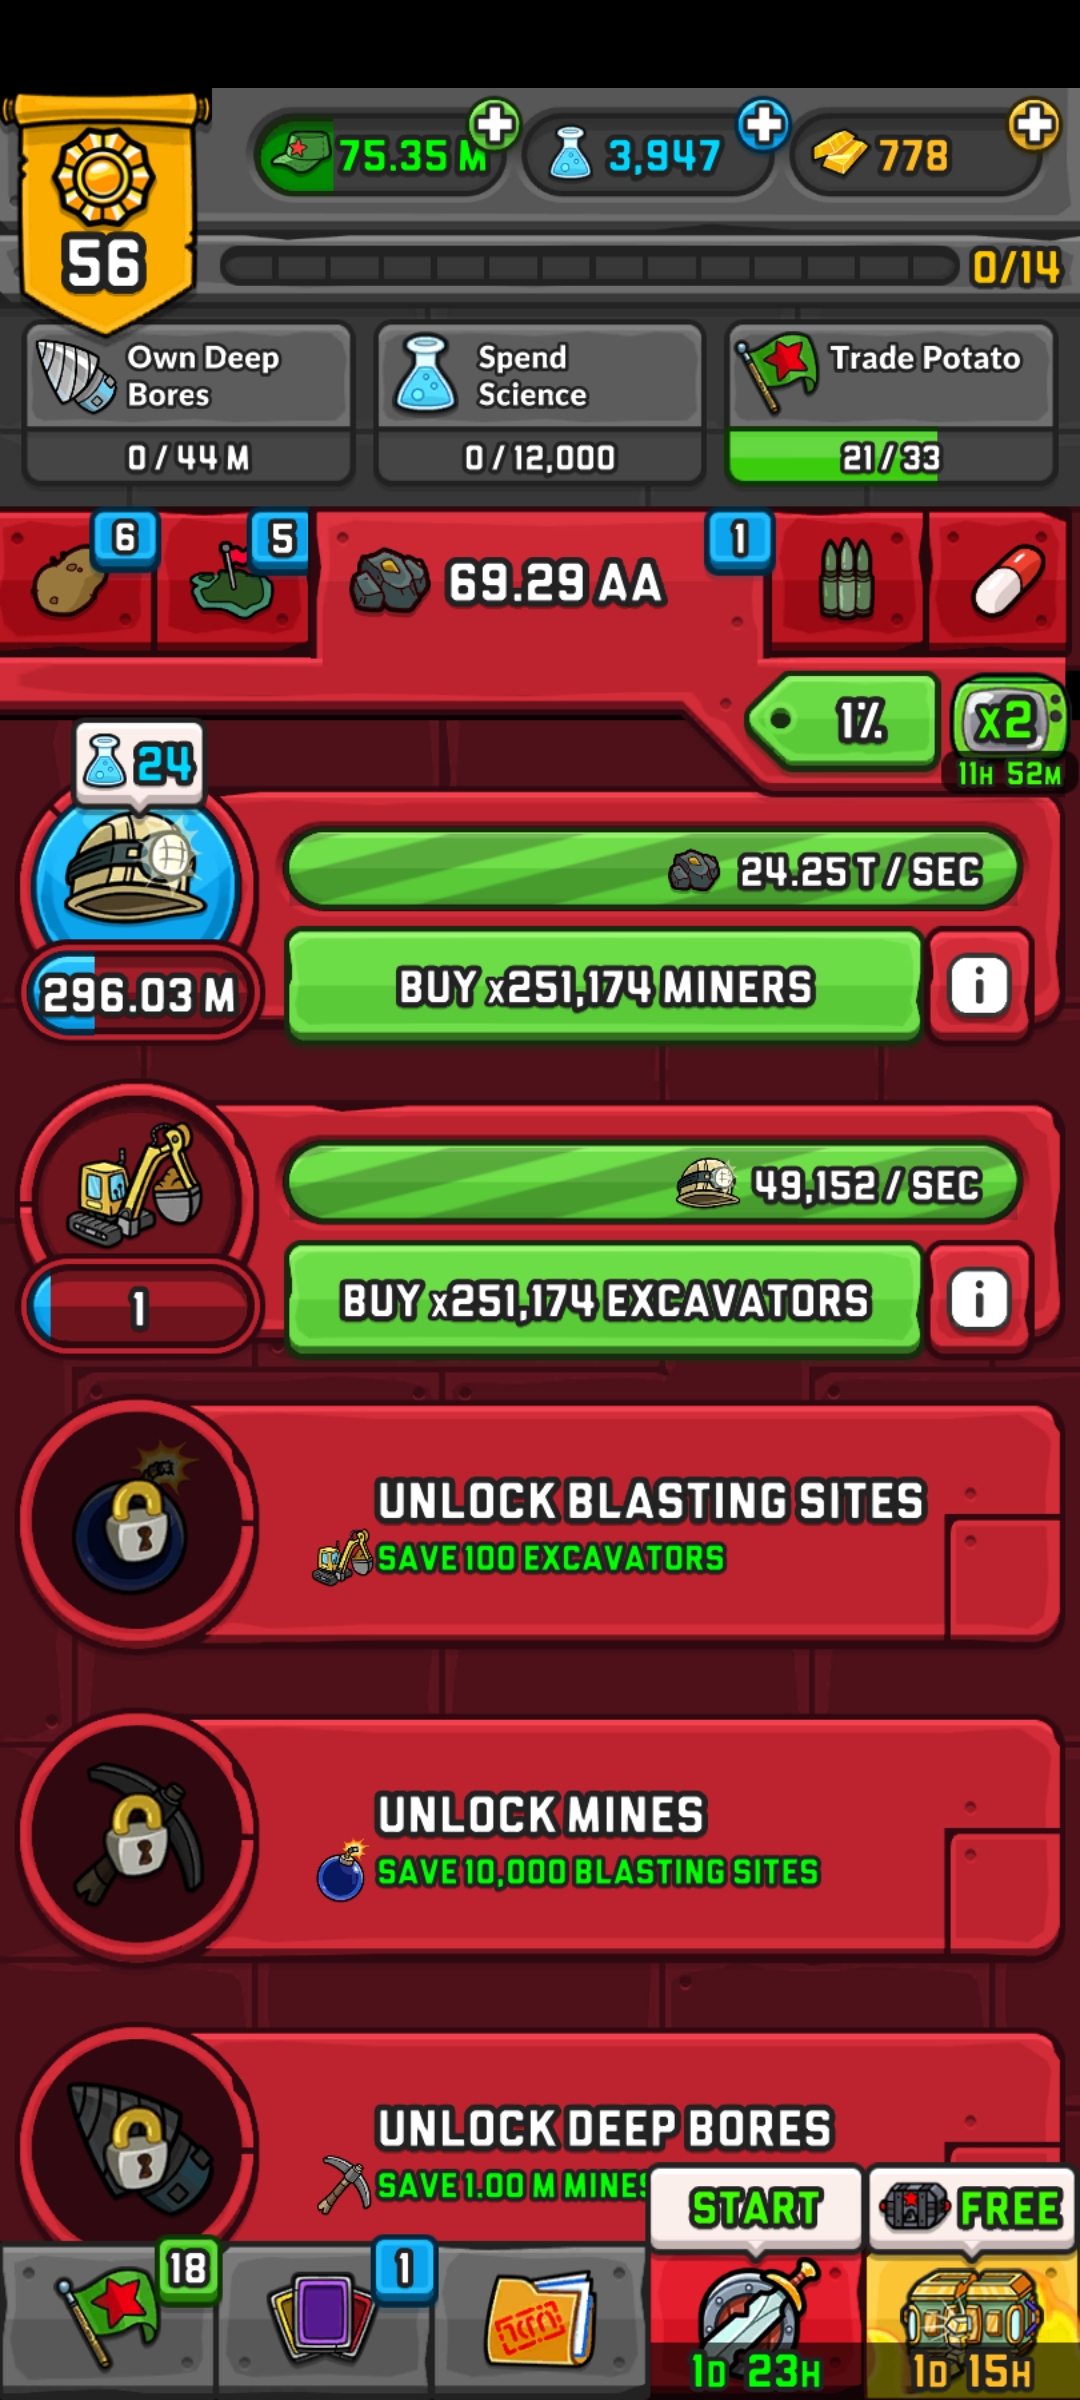 75.35 M
3,947
778
56
0/14
Own Deep
Bores
0 / 44 M
Spend
Science
0 / 12,000
Trade Potato
21 / 33
6
5
69.29 AA
1
1%
x2
11H 52M
24
24.25 T / SEC
296.03 M
BUY x251,174 MINERS
i
49,152 / SEC
1
BUY x251,174 EXCAVATORS
i
UNLOCK BLASTING SITES
SAVE 100 EXCAVATORS
UNLOCK MINES
SAVE 10,000 BLASTING SITES
UNLOCK DEEP BORES
SAVE 1.00 M MINES
START
FREE
18
1
1D 23H
1D 15H